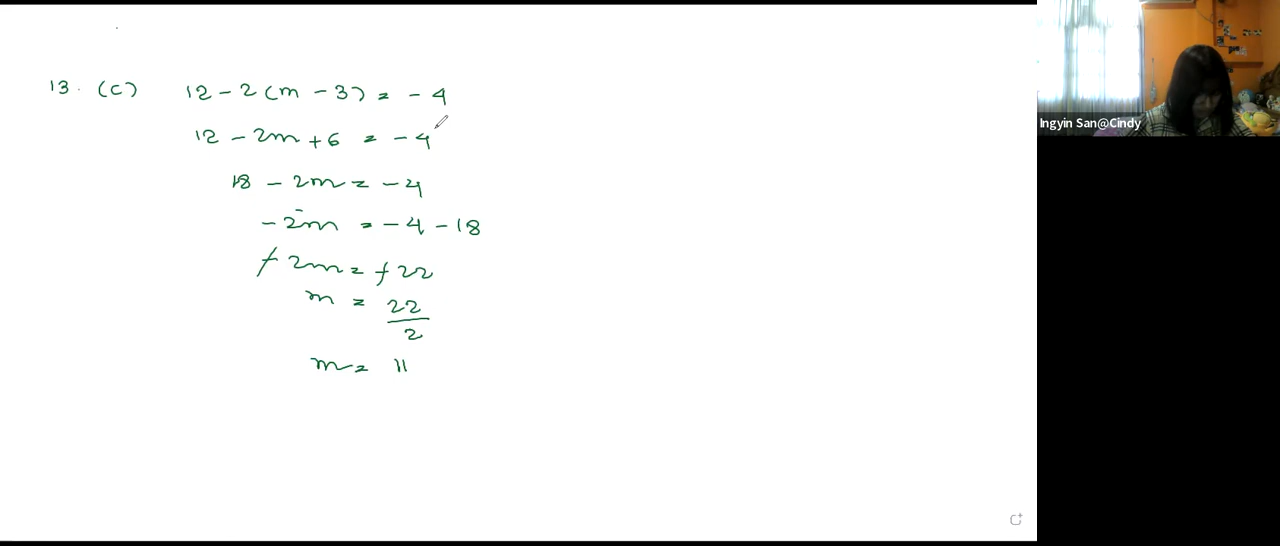 13. (c) 12 - 2(m - 3) = - 4
12 - 2m + 6 = - 4
18 - 2m = - 4
- 2m = - 4 - 18
- 2m = - 22
m = 22/2
m = 11
Ingyin San@Cindy